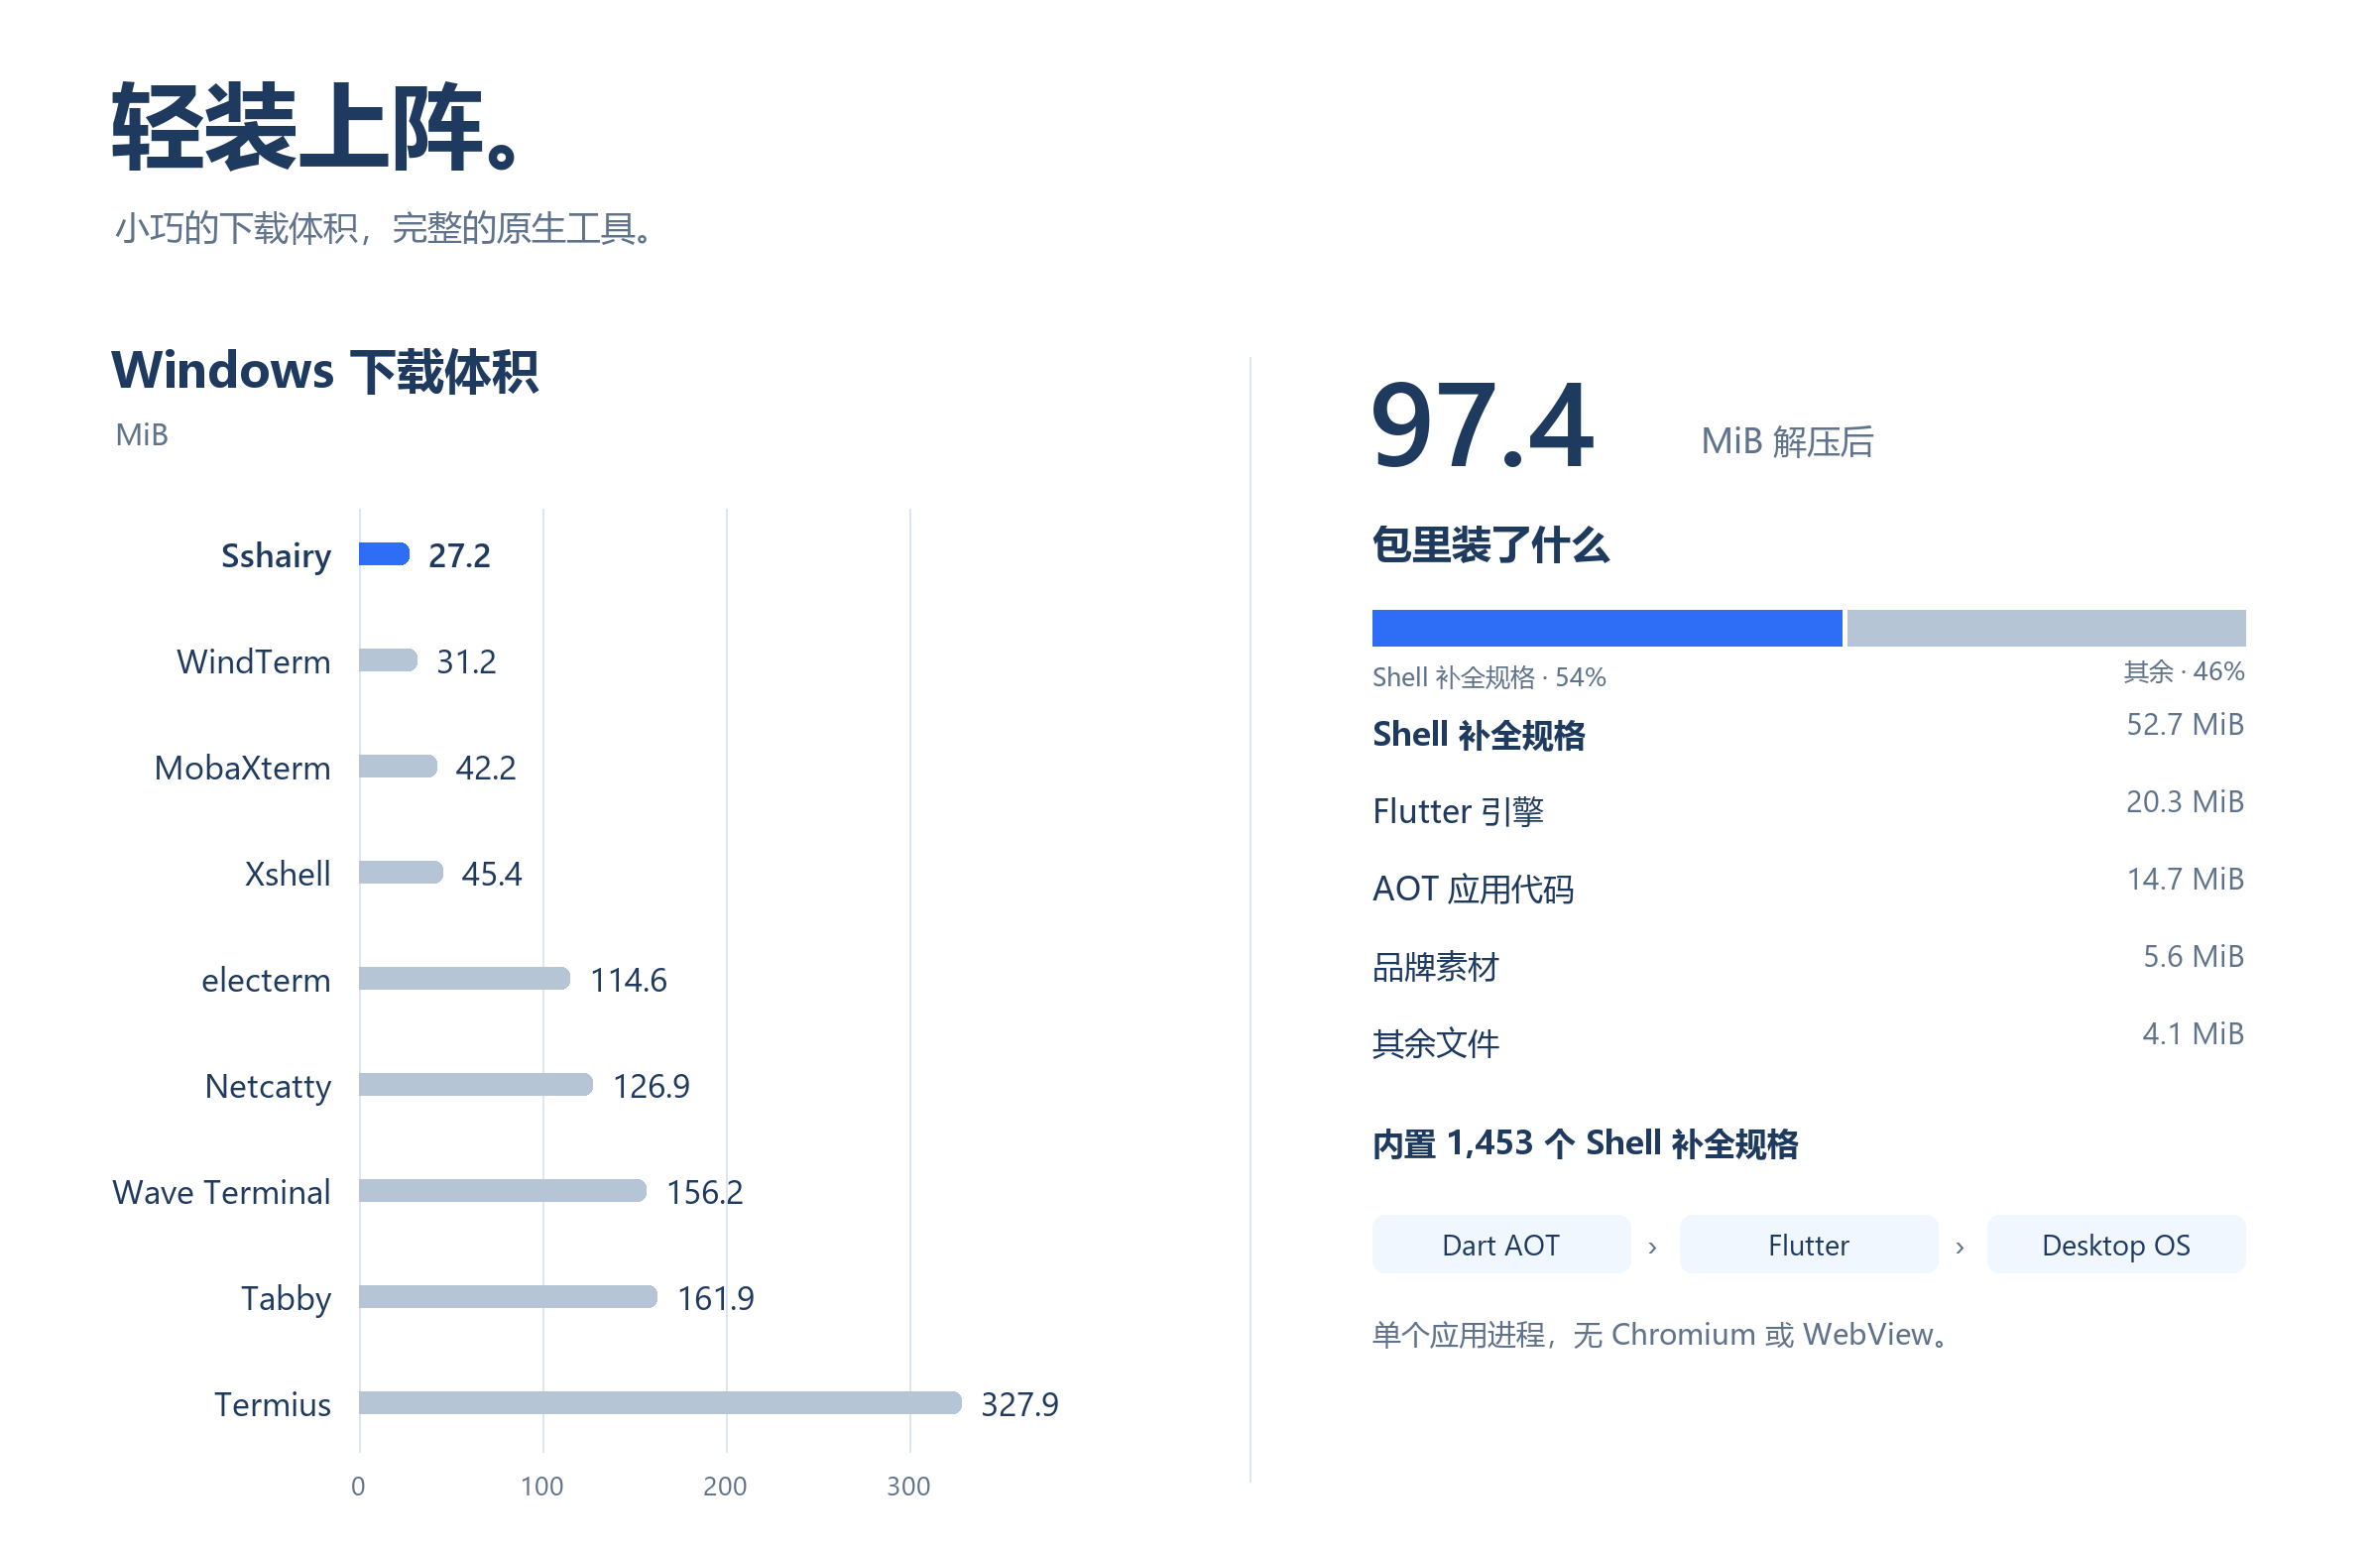 轻装上阵。
小巧的下载体积，完整的原生工具。
Windows 下载体积
MiB
Sshairy 27.2
WindTerm 31.2
MobaXterm 42.2
Xshell 45.4
electerm 114.6
Netcatty 126.9
Wave Terminal 156.2
Tabby 161.9
Termius 327.9
0 100 200 300
97.4 MiB 解压后
包里装了什么
Shell 补全规格 · 54% 其余 · 46%
Shell 补全规格 52.7 MiB
Flutter 引擎 20.3 MiB
AOT 应用代码 14.7 MiB
品牌素材 5.6 MiB
其余文件 4.1 MiB
内置 1,453 个 Shell 补全规格
Dart AOT › Flutter › Desktop OS
单个应用进程，无 Chromium 或 WebView。